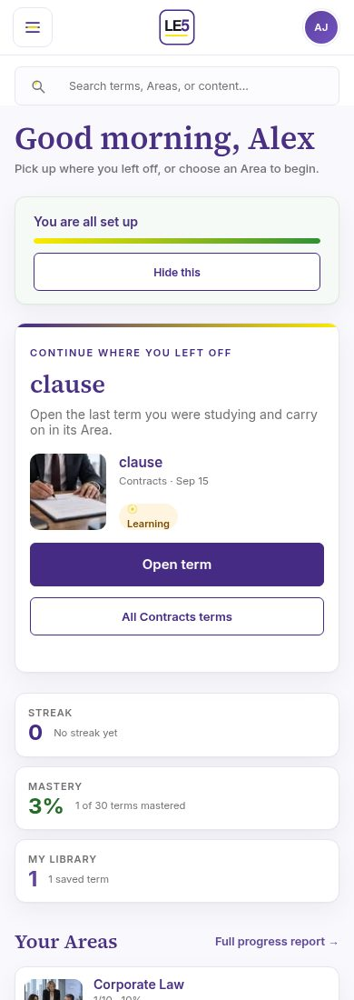 LE5
AJ
Search terms, Areas, or content...
Good morning, Alex
Pick up where you left off, or choose an Area to begin.
You are all set up
Hide this
CONTINUE WHERE YOU LEFT OFF
clause
Open the last term you were studying and carry
on in its Area.
clause
Contracts · Sep 15
Learning
Open term
All Contracts terms
STREAK
0 No streak yet
MASTERY
3% 1 of 30 terms mastered
MY LIBRARY
1 1 saved term
Your Areas
Full progress report →
Corporate Law
1/10 · 10%